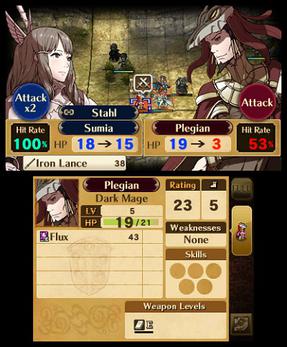 Attack
x2
Stahl
Attack
Hit Rate
100%
Sumia
HP 18 → 15
Plegian
HP 19 → 3
Hit Rate
53%
Iron Lance 38
Plegian
Dark Mage
LV 5
HP 19/21
Rating
23 5
Flux 43
Weaknesses
None
Skills
Weapon Levels
E